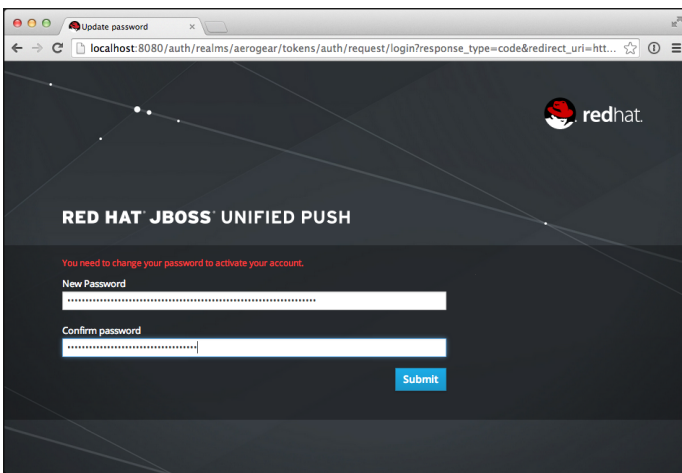 Update password
localhost:8080/auth/realms/aerogear/tokens/auth/request/login?response_type=code&redirect_uri=htt...
redhat.
RED HAT® JBOSS® UNIFIED PUSH
You need to change your password to activate your account.
New Password
Confirm password
Submit